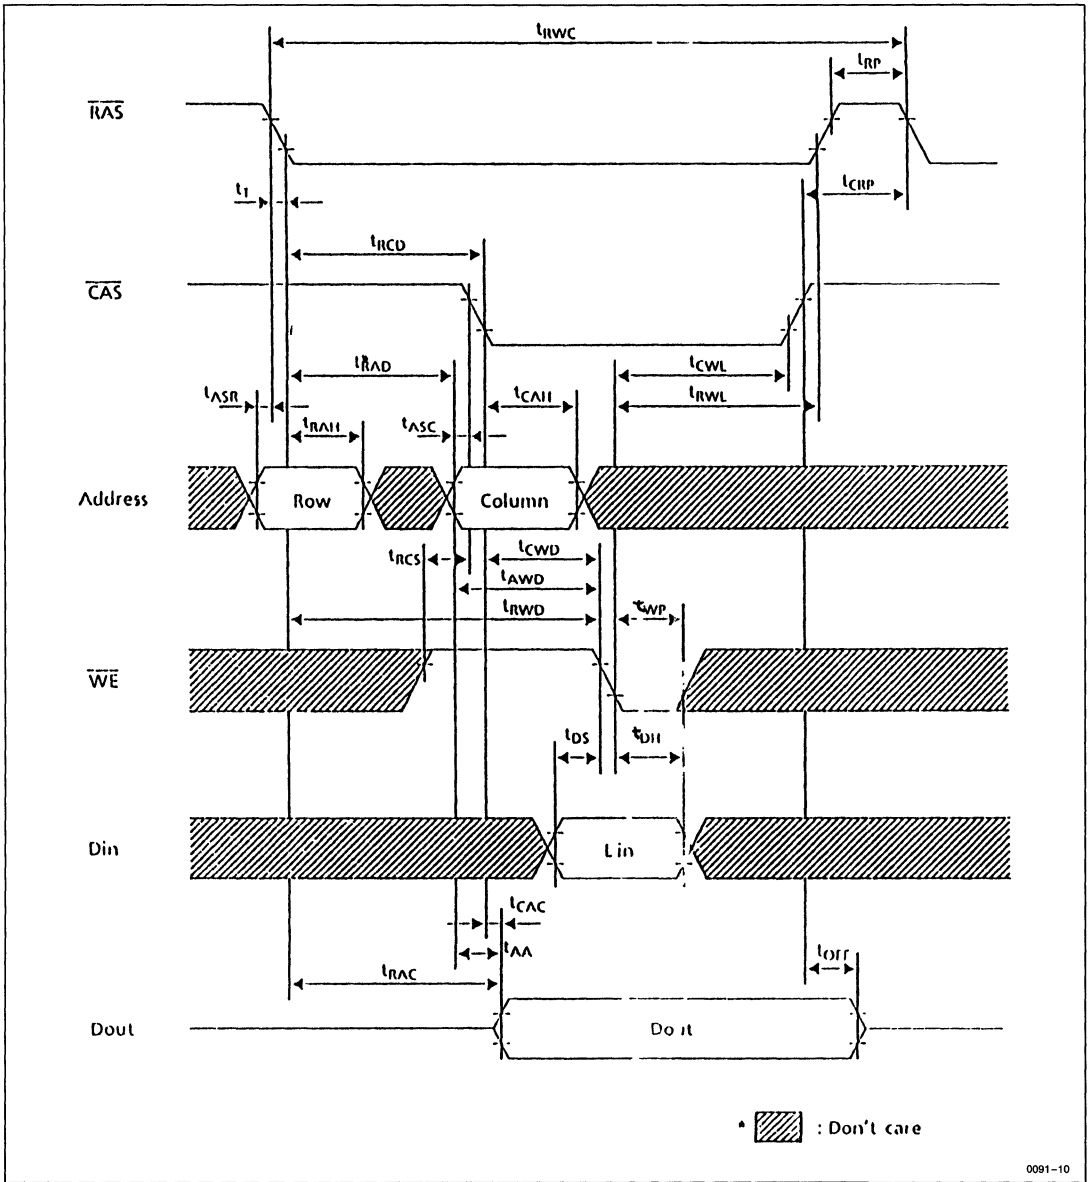 tRWC
tRP
RAS
tCRP
tT
tRCD
CAS
tRAD
tCWL
tASR
tCAH
tRWL
tRAH
tASC
Address
Row
Column
tRCS
tCWD
tAWD
tRWD
tWP
WE
tDS
tDH
Din
tCAC
tAA
tOFF
tRAC
Dout
* : Don't care
0091-10